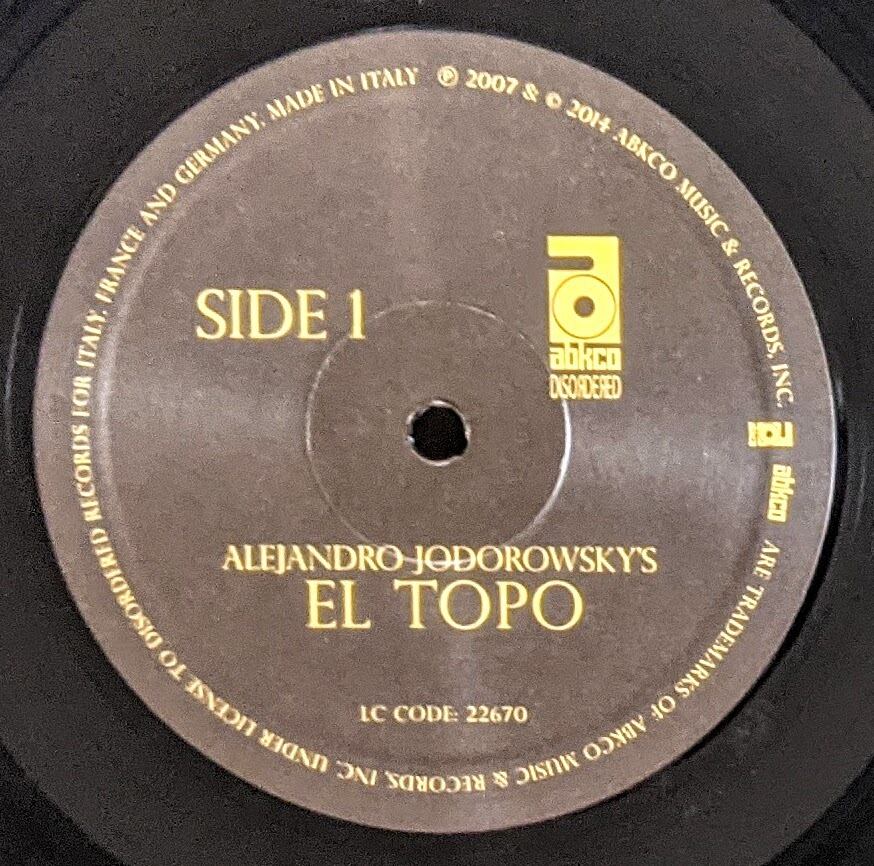 SIDE 1
abkco
DISORDERED
ALEJANDRO JODOROWSKY'S
EL TOPO
LC CODE: 22670
℗ 2007 & © 2014 ABKCO MUSIC & RECORDS, INC. abkco ARE TRADEMARKS OF ABKCO MUSIC & RECORDS, INC. UNDER LICENSE TO DISORDERED RECORDS FOR ITALY, FRANCE AND GERMANY. MADE IN ITALY